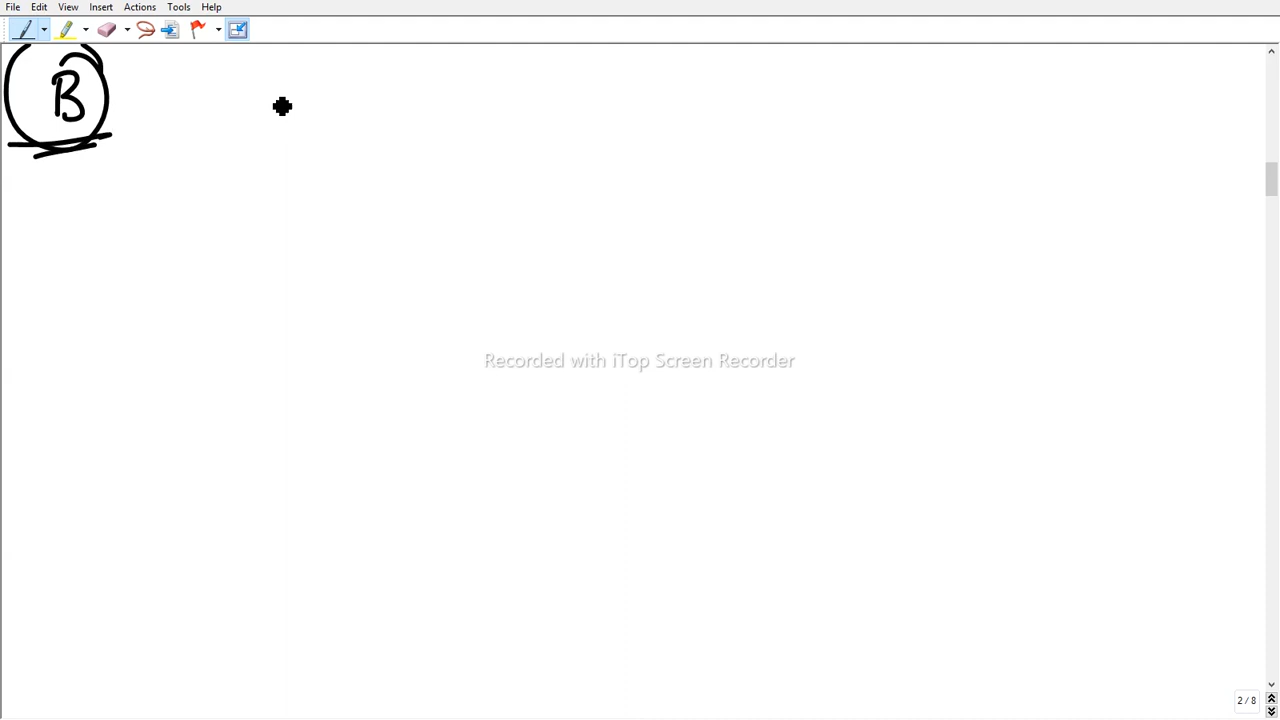 File Edit View Insert Actions Tools Help
B
Recorded with iTop Screen Recorder
2 / 8